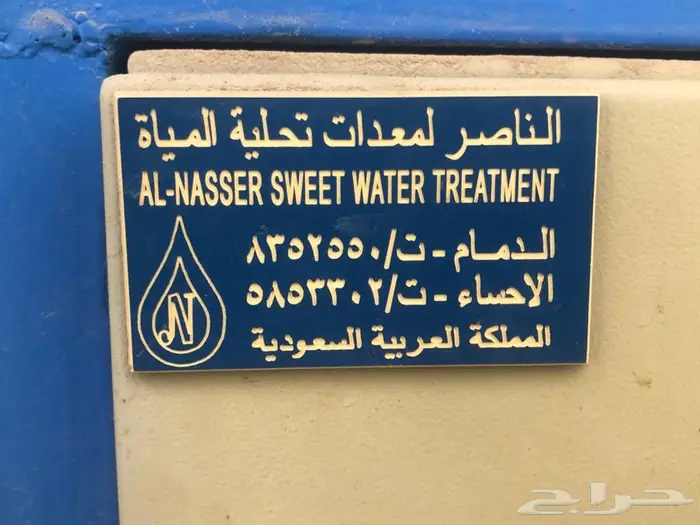 الناصر لمعدات تحلية المياة
AL-NASSER SWEET WATER TREATMENT
الدمام - ت/٨٣٥٢٥٥٠
الاحساء - ت/٥٨٥٣٣٠٢
المملكة العربية السعودية
N
حراج